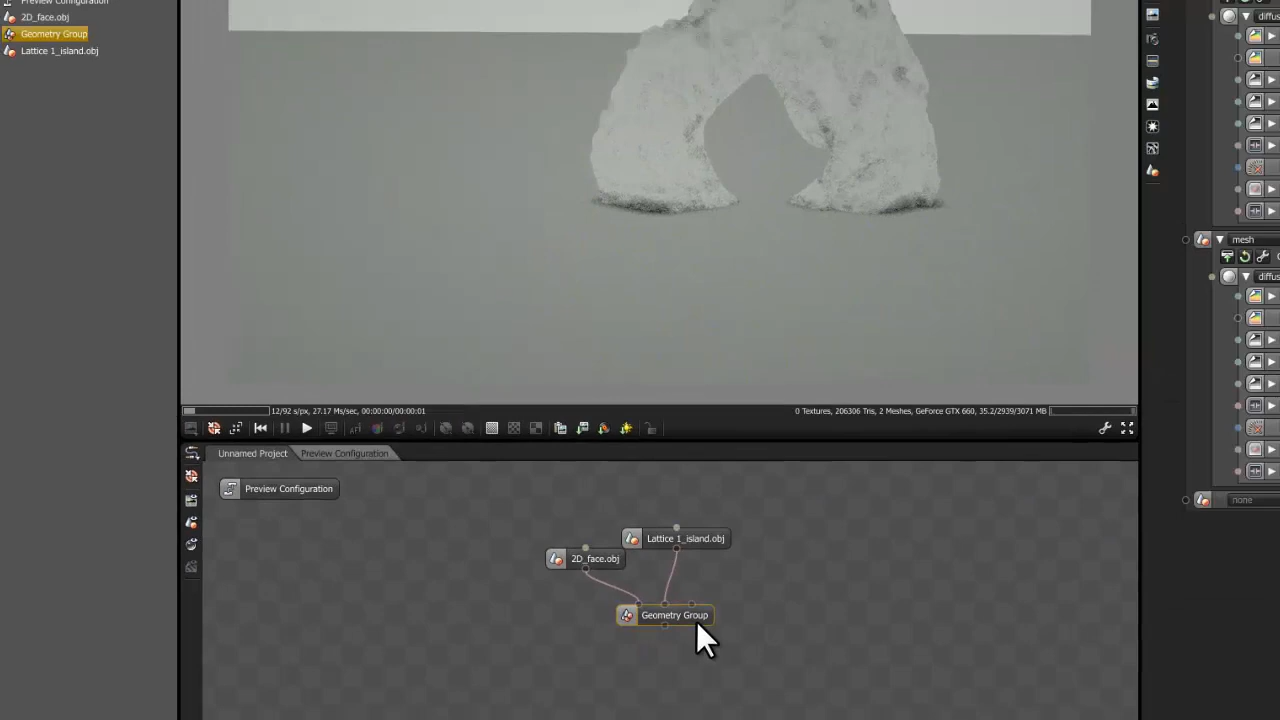 Preview Configuration
2D_face.obj
Geometry Group
Lattice 1_island.obj
diffus
mesh
diffus
none
12/92 s/px, 27.17 Ms/sec, 00:00:00/00:00:01
0 Textures, 206306 Tris, 2 Meshes, GeForce GTX 660, 35.2/2939/3071 MB
Unnamed Project
Preview Configuration
Preview Configuration
Lattice 1_island.obj
2D_face.obj
Geometry Group